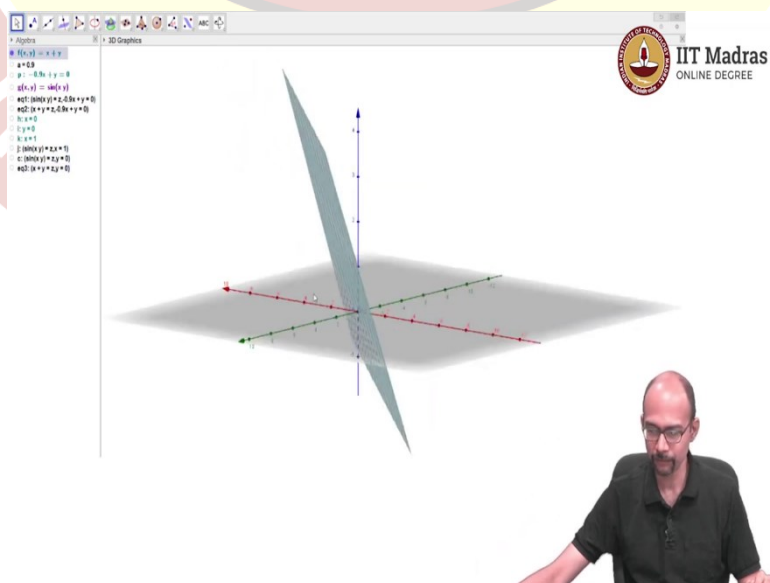 ABC
Algebra
3D Graphics
f(x, y) = x + y
a = 0.9
p : -0.9x + y = 0
g(x, y) = sin(x y)
eq1: (sin(x y) = z,-0.9x + y = 0)
eq2: (x + y = z,-0.9x + y = 0)
h: x = 0
i: y = 0
k: x = 1
j: (sin(x y) = z,x = 1)
c: (sin(x y) = z,y = 0)
eq3: (x + y = z,y = 0)
IIT Madras
ONLINE DEGREE